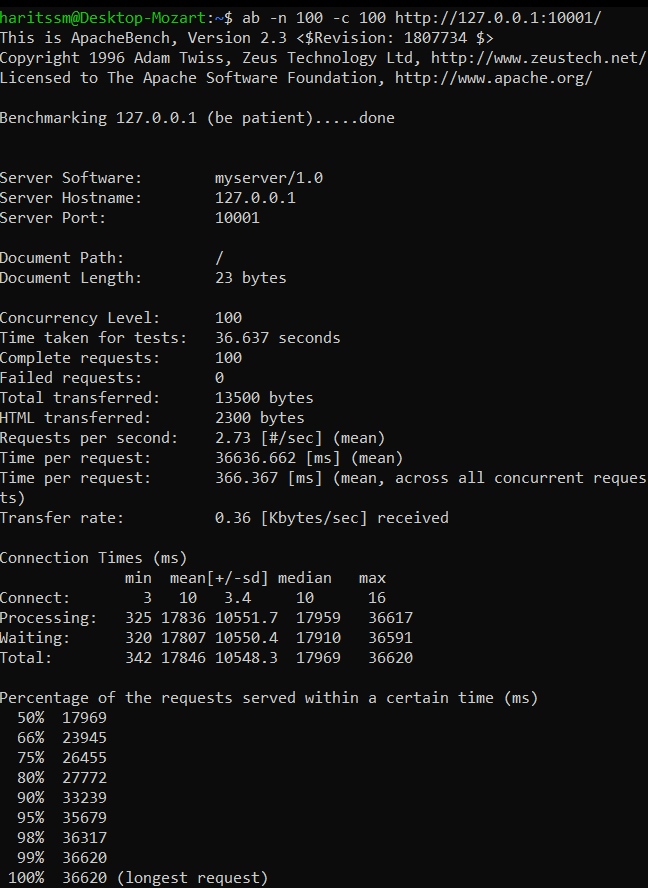 haritssm@Desktop-Mozart:~$ ab -n 100 -c 100 http://127.0.0.1:10001/
This is ApacheBench, Version 2.3 <$Revision: 1807734 $>
Copyright 1996 Adam Twiss, Zeus Technology Ltd, http://www.zeustech.net/
Licensed to The Apache Software Foundation, http://www.apache.org/

Benchmarking 127.0.0.1 (be patient).....done


Server Software:        myserver/1.0
Server Hostname:        127.0.0.1
Server Port:            10001

Document Path:          /
Document Length:        23 bytes

Concurrency Level:      100
Time taken for tests:   36.637 seconds
Complete requests:      100
Failed requests:        0
Total transferred:      13500 bytes
HTML transferred:       2300 bytes
Requests per second:    2.73 [#/sec] (mean)
Time per request:       36636.662 [ms] (mean)
Time per request:       366.367 [ms] (mean, across all concurrent reques
ts)
Transfer rate:          0.36 [Kbytes/sec] received

Connection Times (ms)
              min  mean[+/-sd] median   max
Connect:        3   10   3.4     10      16
Processing:   325 17836 10551.7  17959   36617
Waiting:      320 17807 10550.4  17910   36591
Total:        342 17846 10548.3  17969   36620

Percentage of the requests served within a certain time (ms)
  50%  17969
  66%  23945
  75%  26455
  80%  27772
  90%  33239
  95%  35679
  98%  36317
  99%  36620
 100%  36620 (longest request)